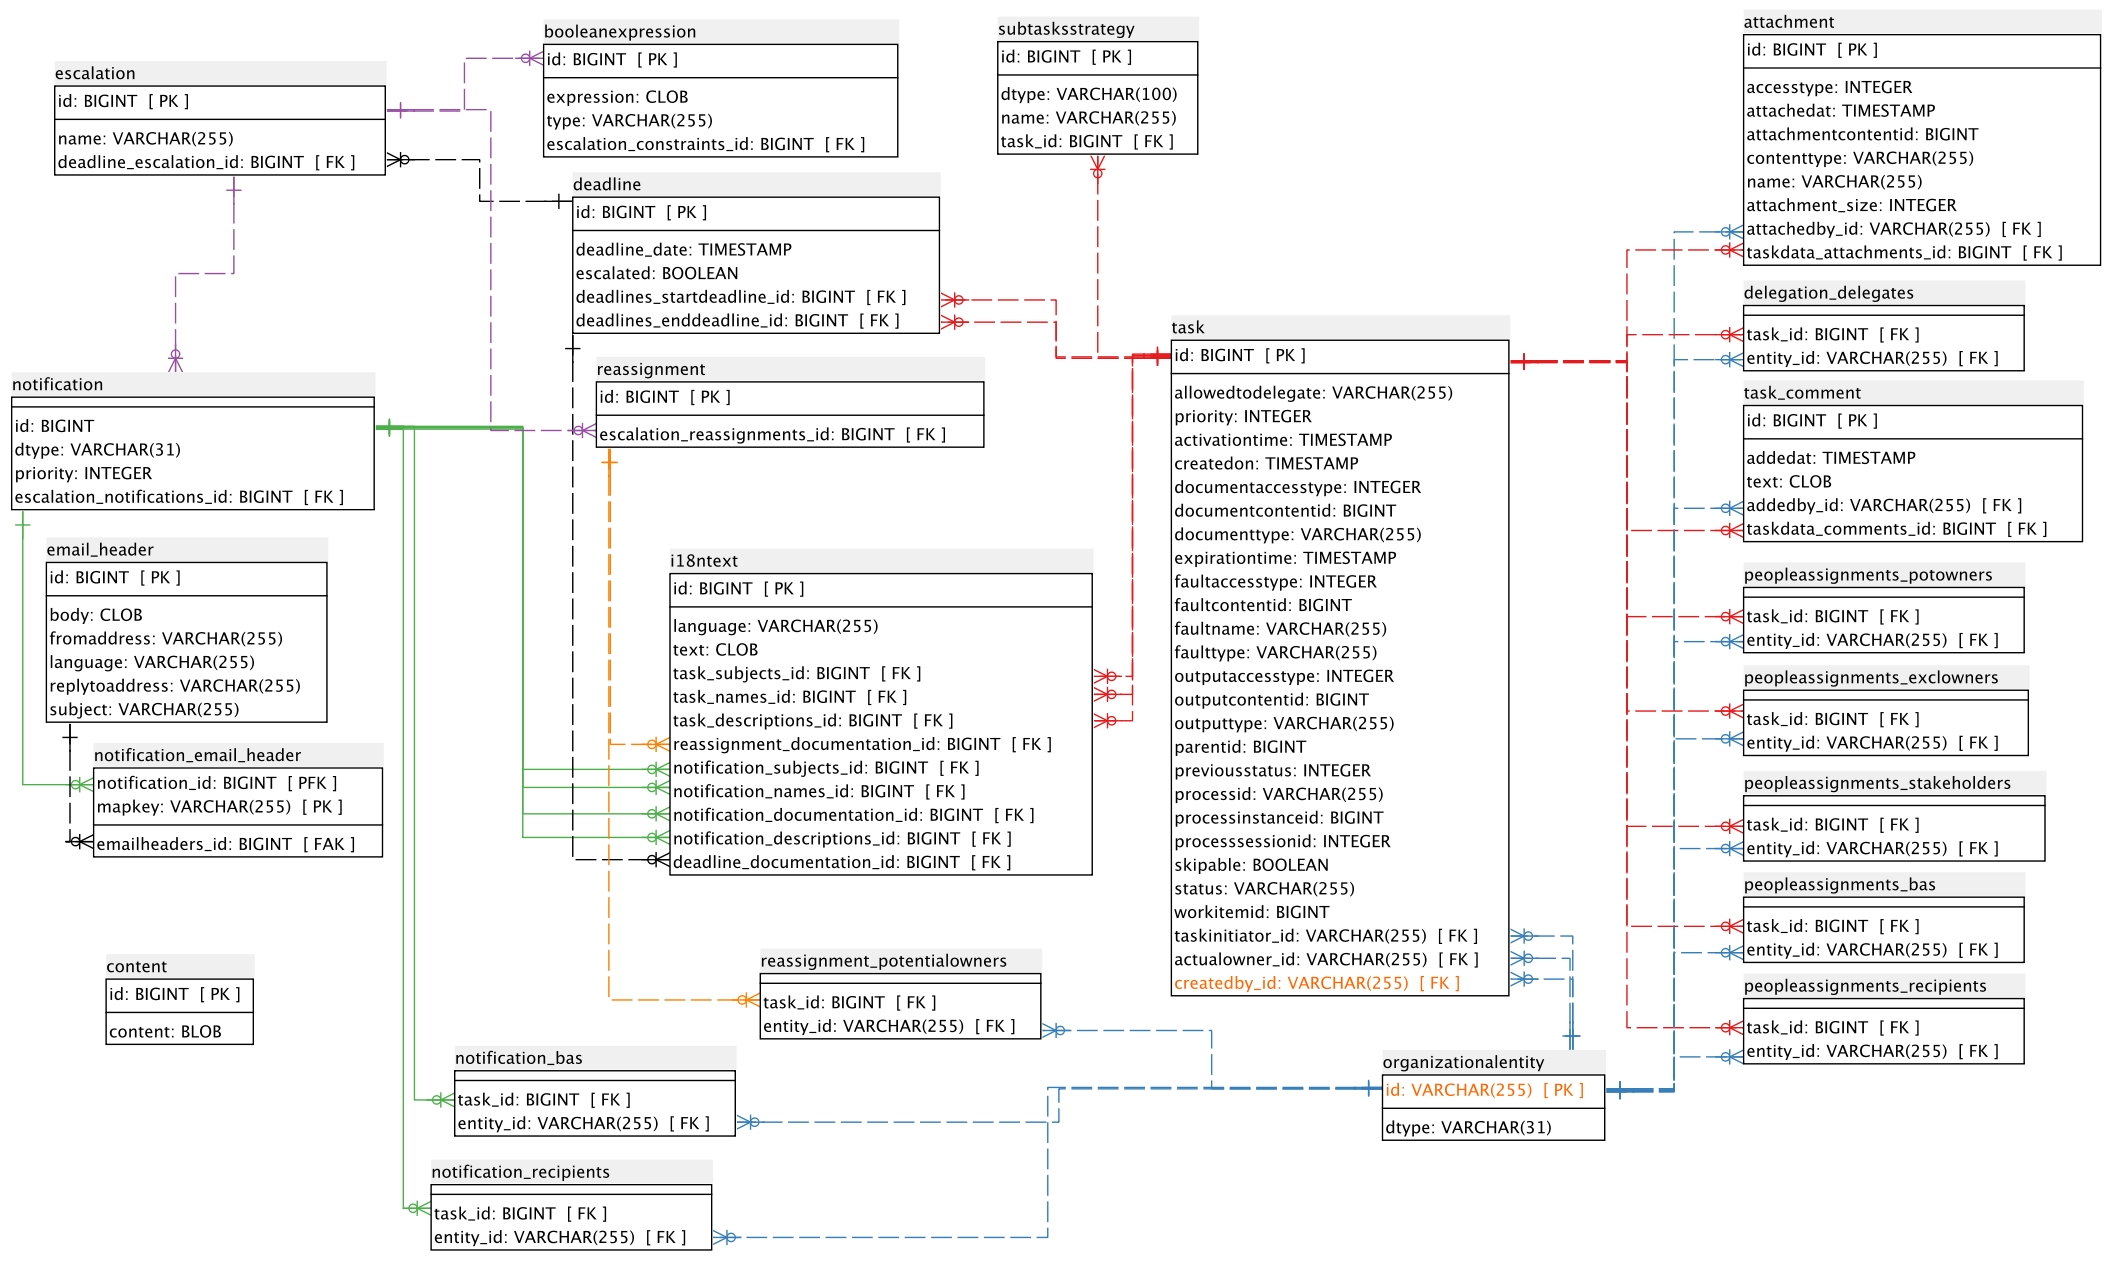 booleanexpression
id: BIGINT [ PK ]
expression: CLOB
type: VARCHAR(255)
escalation_constraints_id: BIGINT [ FK ]
subtasksstrategy
id: BIGINT [ PK ]
dtype: VARCHAR(100)
name: VARCHAR(255)
task_id: BIGINT [ FK ]
attachment
id: BIGINT [ PK ]
accesstype: INTEGER
attachedat: TIMESTAMP
attachmentcontentid: BIGINT
contenttype: VARCHAR(255)
name: VARCHAR(255)
attachment_size: INTEGER
attachedby_id: VARCHAR(255) [ FK ]
taskdata_attachments_id: BIGINT [ FK ]
escalation
id: BIGINT [ PK ]
name: VARCHAR(255)
deadline_escalation_id: BIGINT [ FK ]
deadline
id: BIGINT [ PK ]
deadline_date: TIMESTAMP
escalated: BOOLEAN
deadlines_startdeadline_id: BIGINT [ FK ]
deadlines_enddeadline_id: BIGINT [ FK ]
delegation_delegates
task_id: BIGINT [ FK ]
entity_id: VARCHAR(255) [ FK ]
task
id: BIGINT [ PK ]
allowedtodelegate: VARCHAR(255)
priority: INTEGER
activationtime: TIMESTAMP
createdon: TIMESTAMP
documentaccesstype: INTEGER
documentcontentid: BIGINT
documenttype: VARCHAR(255)
expirationtime: TIMESTAMP
faultaccesstype: INTEGER
faultcontentid: BIGINT
faultname: VARCHAR(255)
faulttype: VARCHAR(255)
outputaccesstype: INTEGER
outputcontentid: BIGINT
outputtype: VARCHAR(255)
parentid: BIGINT
previousstatus: INTEGER
processid: VARCHAR(255)
processinstanceid: BIGINT
processsessionid: INTEGER
skipable: BOOLEAN
status: VARCHAR(255)
workitemid: BIGINT
taskinitiator_id: VARCHAR(255) [ FK ]
actualowner_id: VARCHAR(255) [ FK ]
createdby_id: VARCHAR(255) [ FK ]
reassignment
id: BIGINT [ PK ]
escalation_reassignments_id: BIGINT [ FK ]
notification
id: BIGINT
dtype: VARCHAR(31)
priority: INTEGER
escalation_notifications_id: BIGINT [ FK ]
task_comment
id: BIGINT [ PK ]
addedat: TIMESTAMP
text: CLOB
addedby_id: VARCHAR(255) [ FK ]
taskdata_comments_id: BIGINT [ FK ]
email_header
id: BIGINT [ PK ]
body: CLOB
fromaddress: VARCHAR(255)
language: VARCHAR(255)
replytoaddress: VARCHAR(255)
subject: VARCHAR(255)
i18ntext
id: BIGINT [ PK ]
language: VARCHAR(255)
text: CLOB
task_subjects_id: BIGINT [ FK ]
task_names_id: BIGINT [ FK ]
task_descriptions_id: BIGINT [ FK ]
reassignment_documentation_id: BIGINT [ FK ]
notification_subjects_id: BIGINT [ FK ]
notification_names_id: BIGINT [ FK ]
notification_documentation_id: BIGINT [ FK ]
notification_descriptions_id: BIGINT [ FK ]
deadline_documentation_id: BIGINT [ FK ]
peopleassignments_potowners
task_id: BIGINT [ FK ]
entity_id: VARCHAR(255) [ FK ]
peopleassignments_exclowners
task_id: BIGINT [ FK ]
entity_id: VARCHAR(255) [ FK ]
notification_email_header
notification_id: BIGINT [ PFK ]
mapkey: VARCHAR(255) [ PK ]
emailheaders_id: BIGINT [ FAK ]
peopleassignments_stakeholders
task_id: BIGINT [ FK ]
entity_id: VARCHAR(255) [ FK ]
peopleassignments_bas
task_id: BIGINT [ FK ]
entity_id: VARCHAR(255) [ FK ]
content
id: BIGINT [ PK ]
content: BLOB
reassignment_potentialowners
task_id: BIGINT [ FK ]
entity_id: VARCHAR(255) [ FK ]
peopleassignments_recipients
task_id: BIGINT [ FK ]
entity_id: VARCHAR(255) [ FK ]
notification_bas
task_id: BIGINT [ FK ]
entity_id: VARCHAR(255) [ FK ]
organizationalentity
id: VARCHAR(255) [ PK ]
dtype: VARCHAR(31)
notification_recipients
task_id: BIGINT [ FK ]
entity_id: VARCHAR(255) [ FK ]